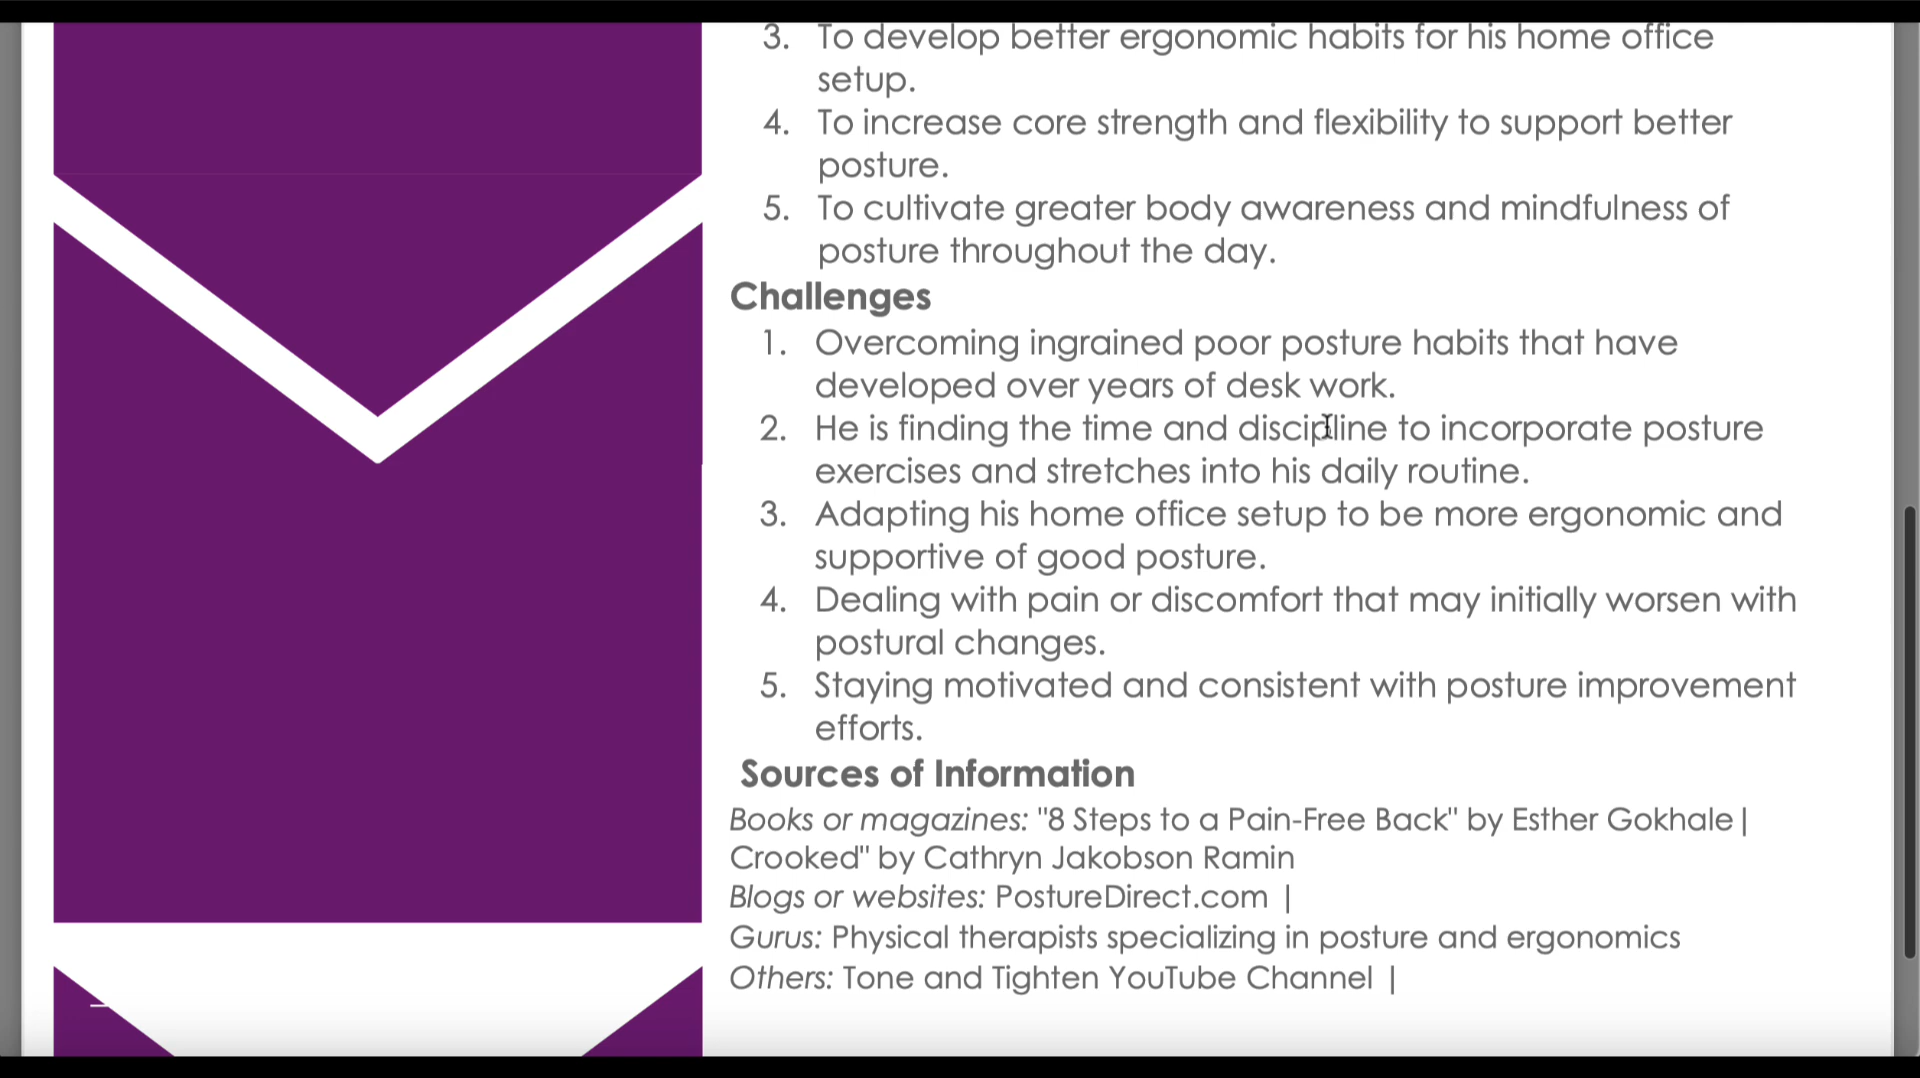 3. To develop better ergonomic habits for his home office
setup.
4. To increase core strength and flexibility to support better
posture.
5. To cultivate greater body awareness and mindfulness of
posture throughout the day.
Challenges
1. Overcoming ingrained poor posture habits that have
developed over years of desk work.
2. He is finding the time and discipline to incorporate posture
exercises and stretches into his daily routine.
3. Adapting his home office setup to be more ergonomic and
supportive of good posture.
4. Dealing with pain or discomfort that may initially worsen with
postural changes.
5. Staying motivated and consistent with posture improvement
efforts.
Sources of Information
Books or magazines: "8 Steps to a Pain-Free Back" by Esther Gokhale|
Crooked" by Cathryn Jakobson Ramin
Blogs or websites: PostureDirect.com |
Gurus: Physical therapists specializing in posture and ergonomics
Others: Tone and Tighten YouTube Channel |